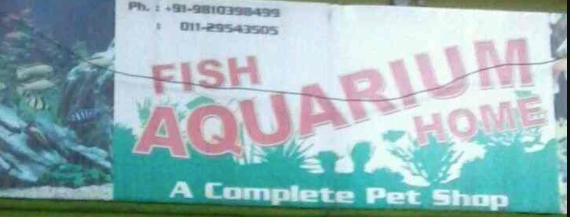 Ph. : +91-9810398499
: 011-29543505
FISH
AQUARIUM
HOME
A Complete Pet Shop